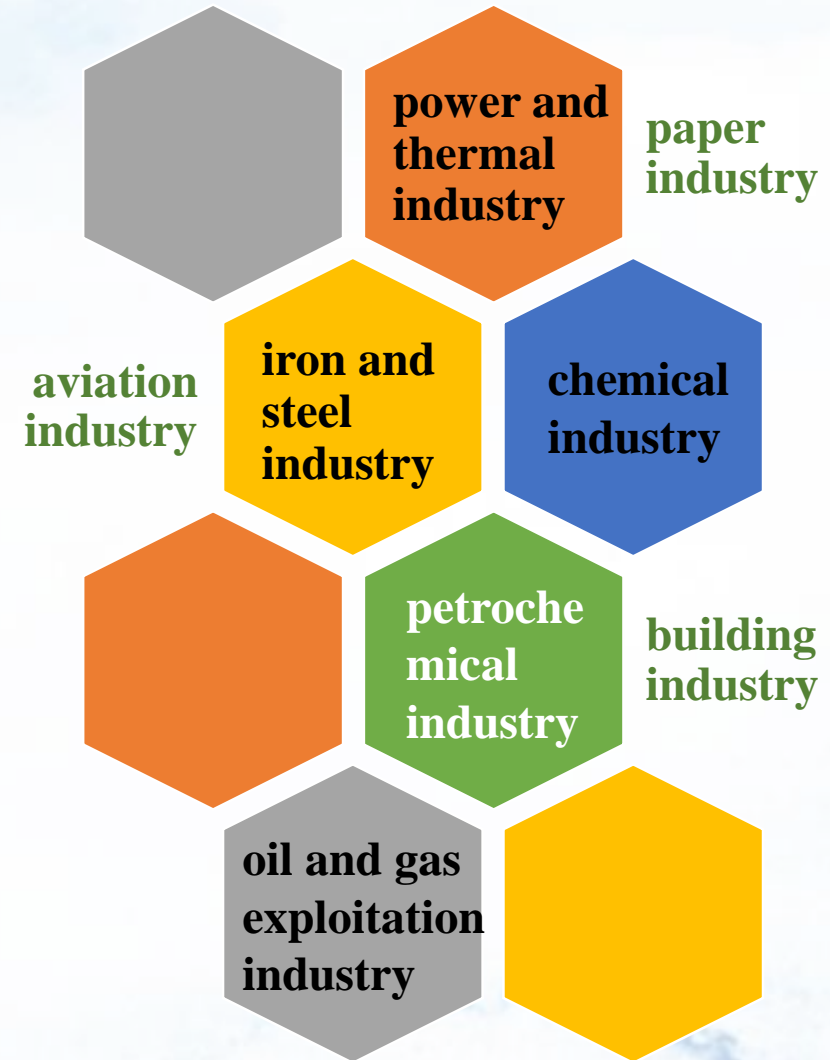 power and
thermal
industry
paper
industry
aviation
industry
iron and
steel
industry
chemical
industry
petroche
mical
industry
building
industry
oil and gas
exploitation
industry